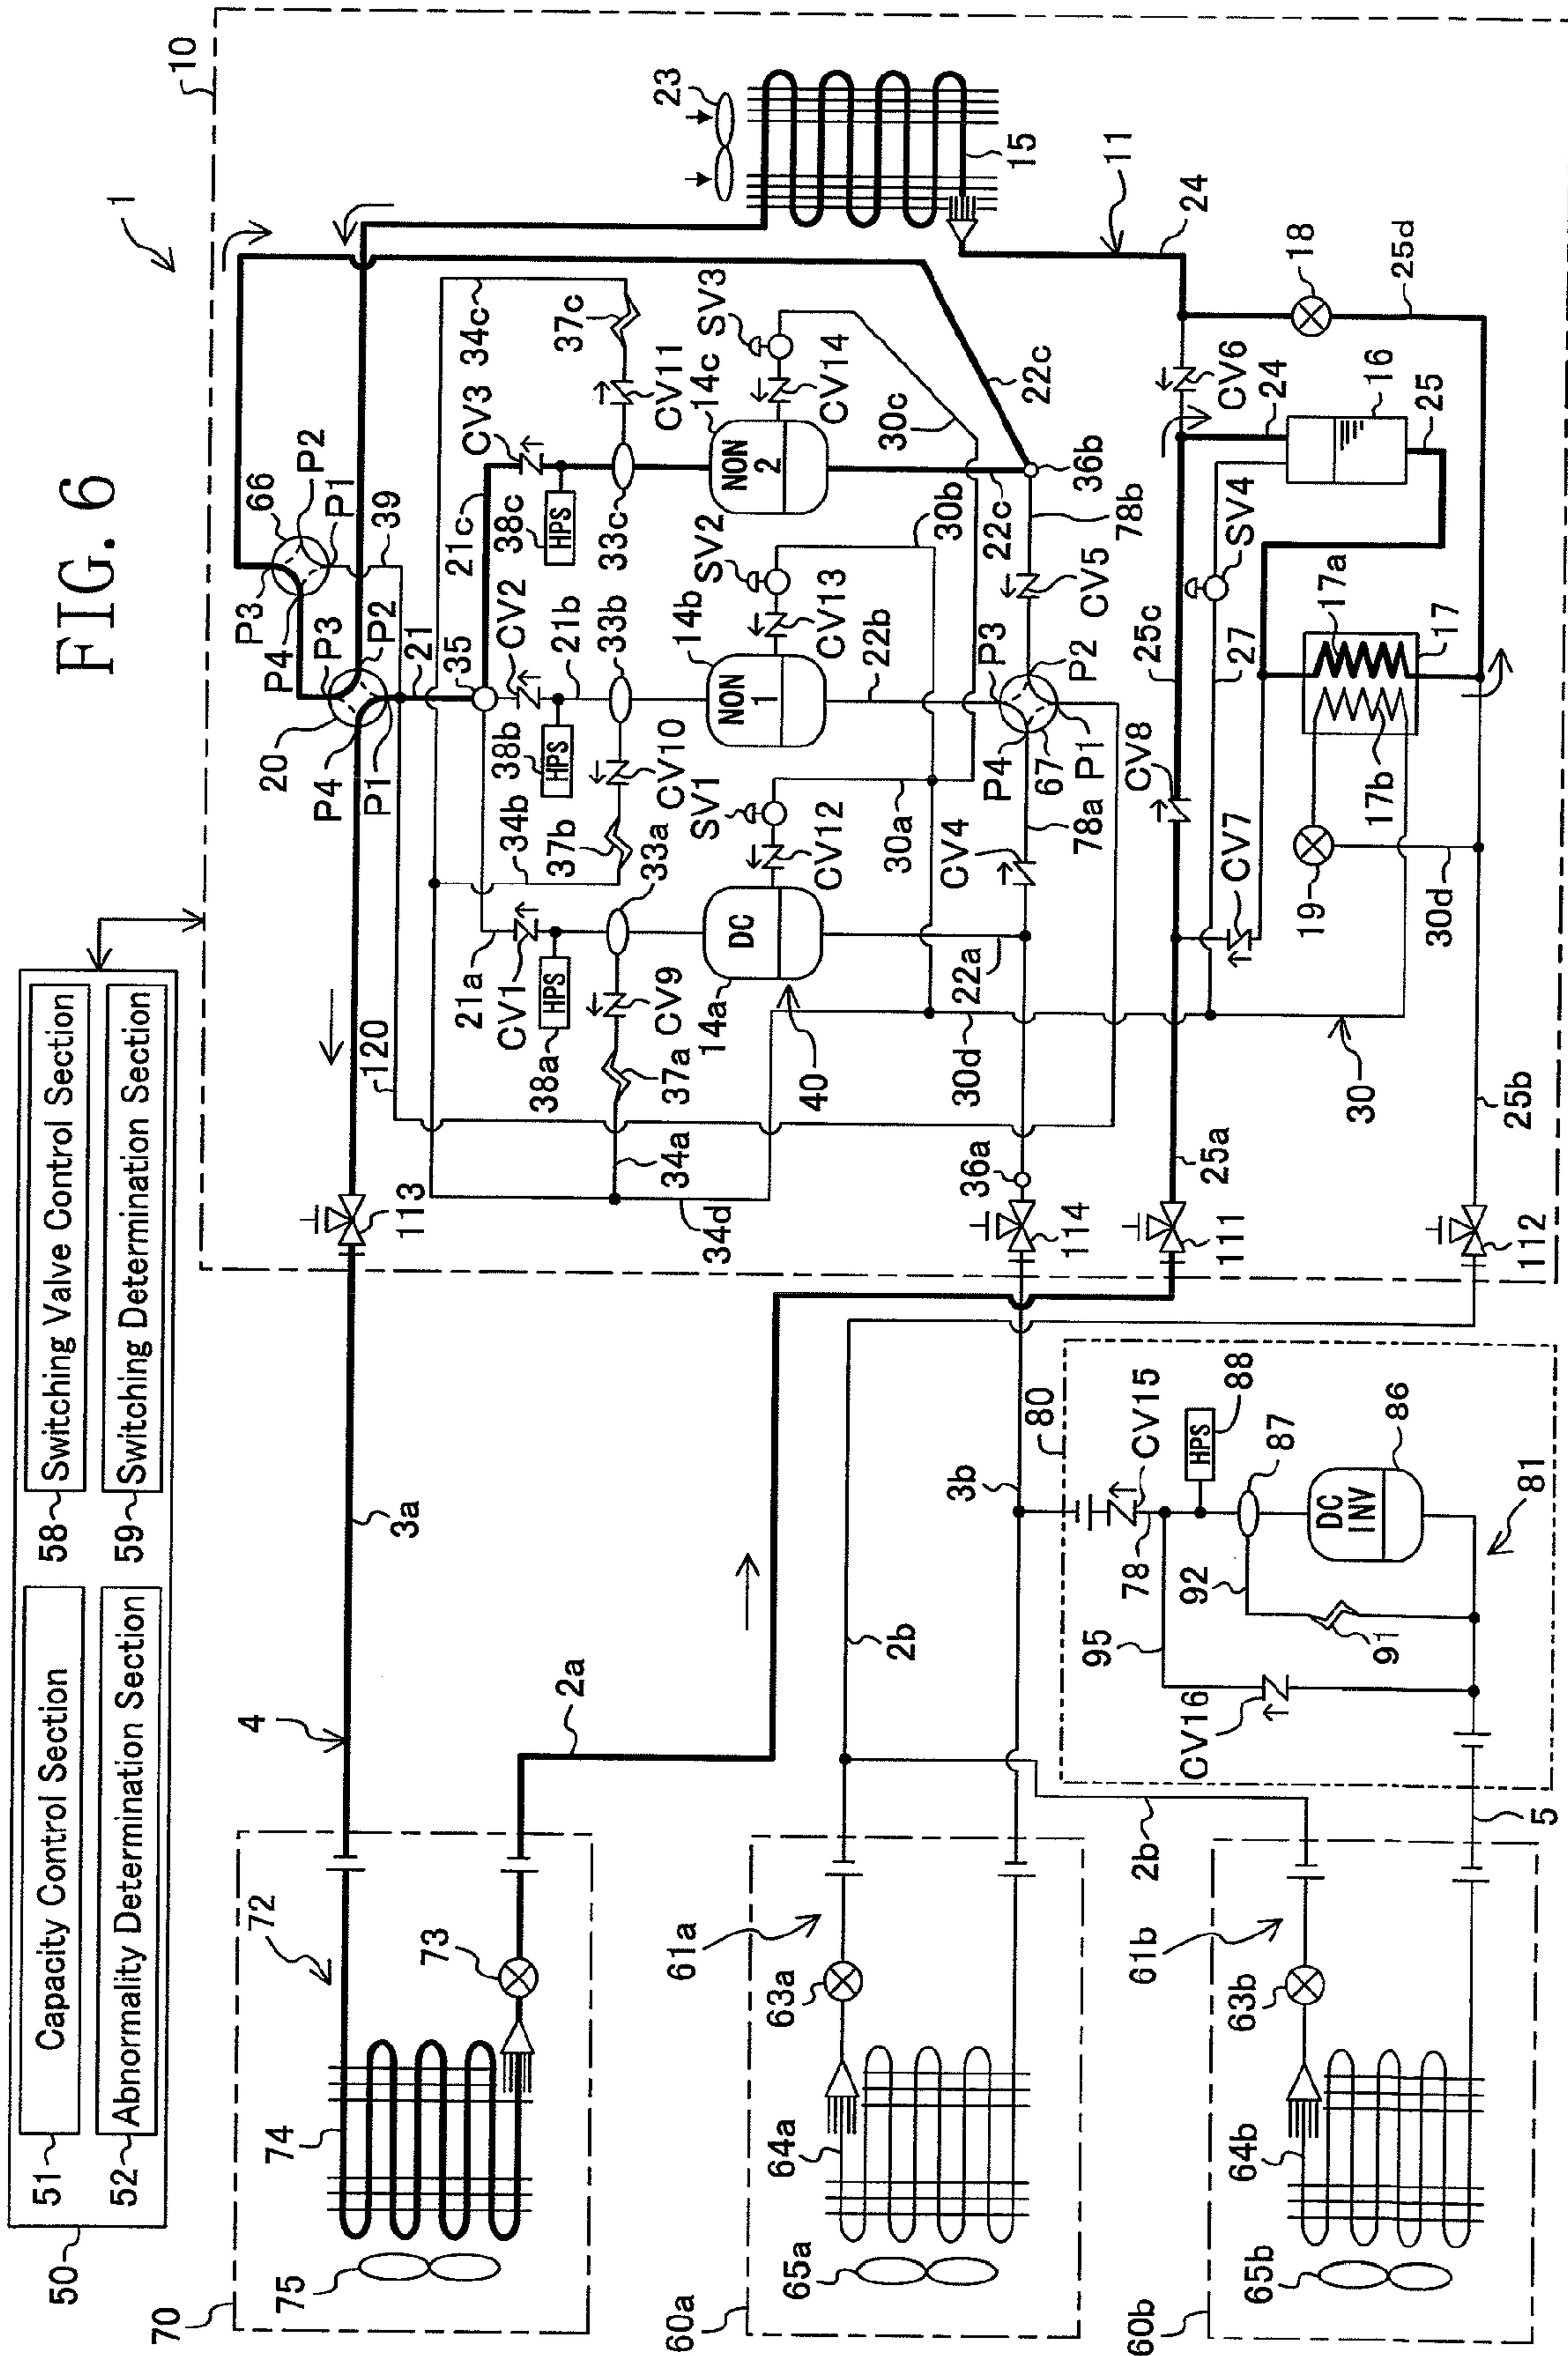 FIG. 6
1
10
50
51
Capacity Control Section
58
Switching Valve Control Section
52
Abnormality Determination Section
59
Switching Determination Section
70
72
74
75
73
4
3a
2a
113
120
P4
P1
20
P3
P2
P4
P3
66
P2
P1
39
21
35
23
15
11
24
21a
CV1
38a
HPS
CV9
37a
34a
34d
33a
34b
37b
CV10
38b
HPS
CV2
21b
33b
21c
CV3
38c
HPS
33c
CV11
37c
34c
14a
DC
40
SV1
CV12
30a
14b
NON
1
SV2
CV13
30b
14c
NON
2
SV3
CV14
30c
22a
30d
CV4
78a
P4
67
P1
P3
P2
22b
CV5
78b
36b
22c
22c
36a
114
111
112
25a
25b
25c
CV8
CV7
27
SV4
CV6
24
16
25
18
25d
17
17a
17b
19
30d
30
60a
61a
63a
64a
65a
2b
2b
3b
60b
61b
63b
64b
65b
5
80
CV15
78
HPS
88
87
92
91
95
CV16
DC
INV
86
81